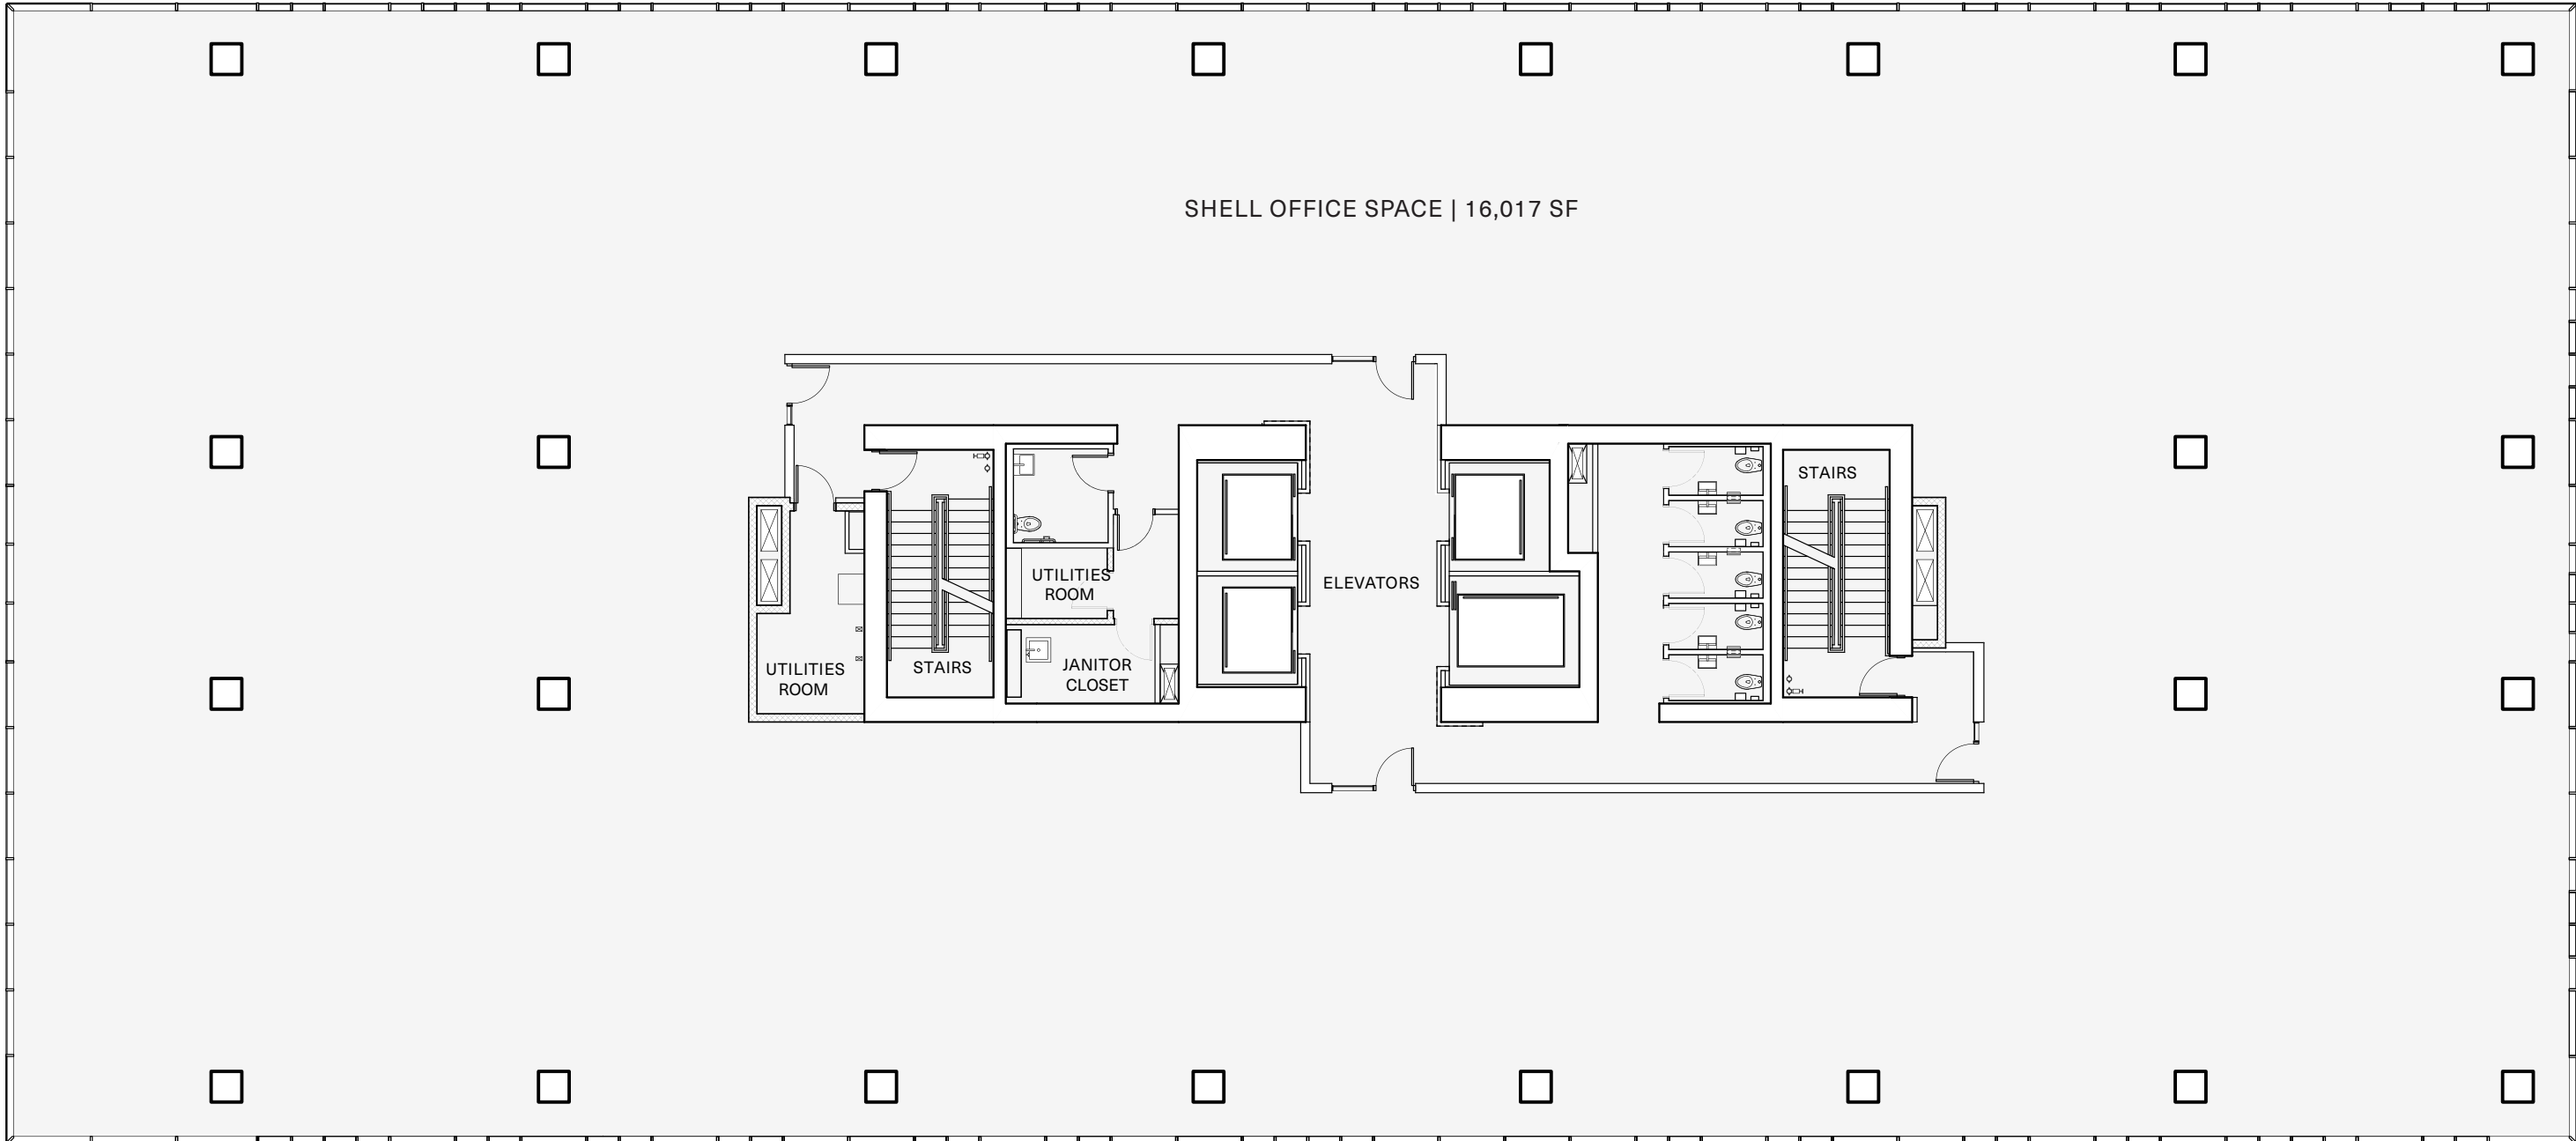 SHELL OFFICE SPACE | 16,017 SF
STAIRS
UTILITIES
ROOM
ELEVATORS
UTILITIES
ROOM
STAIRS
JANITOR
CLOSET